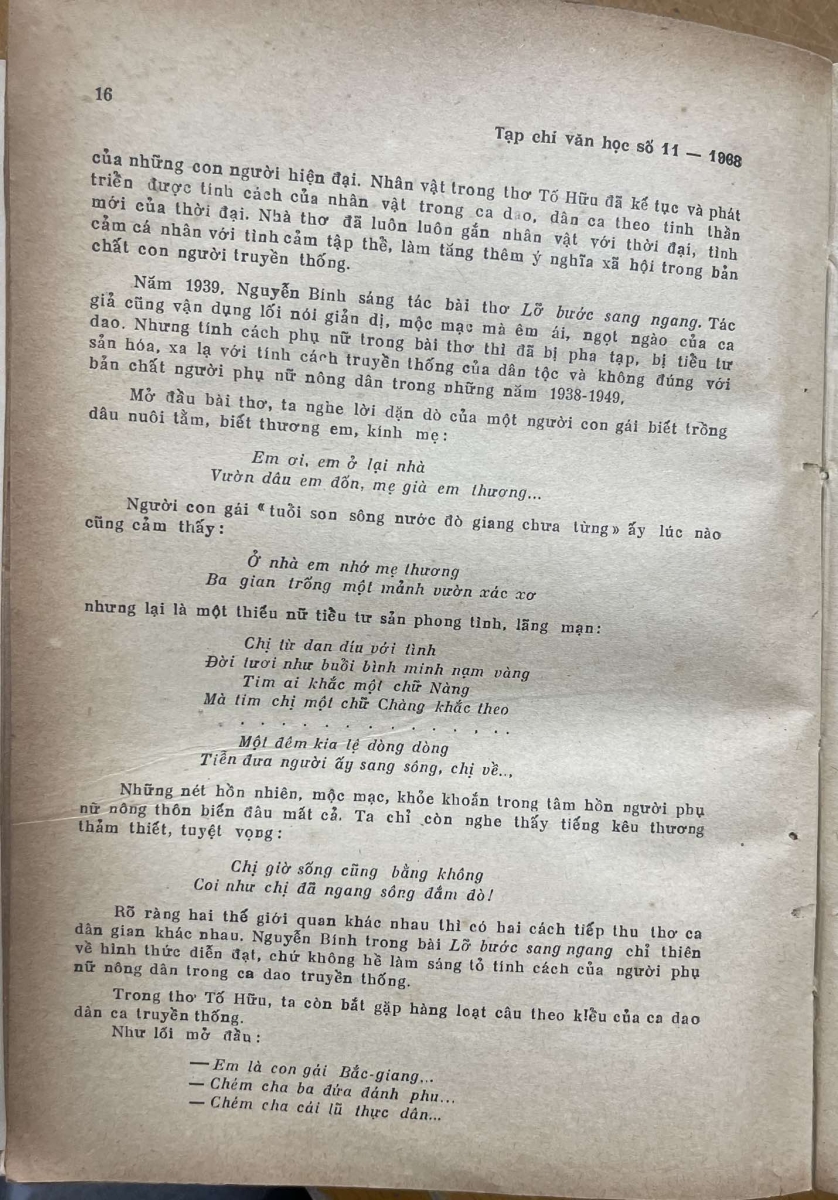 16
Tạp chí văn học số 11 — 1968
của những con người hiện đại. Nhân vật trong thơ Tố Hữu đã kế tục và phát
triển được tính cách của nhân vật trong ca dao, dân ca theo tinh thần
mới của thời đại. Nhà thơ đã luôn luôn gắn nhân vật với thời đại, tình
cảm cá nhân với tình cảm tập thể, làm tăng thêm ý nghĩa xã hội trong bản
chất con người truyền thống.
Năm 1939, Nguyễn Bính sáng tác bài thơ Lỡ bước sang ngang. Tác
giả cũng vận dụng lối nói giản dị, mộc mạc mà êm ái, ngọt ngào của ca
dao. Nhưng tính cách phụ nữ trong bài thơ thì đã bị pha tạp, bị tiểu tư
sản hóa, xa lạ với tính cách truyền thống của dân tộc và không đúng với
bản chất người phụ nữ nông dân trong những năm 1938-1949.
Mở đầu bài thơ, ta nghe lời dặn dò của một người con gái biết trồng
dâu nuôi tằm, biết thương em, kính mẹ :
Em ơi, em ở lại nhà
Vườn dâu em đốn, mẹ già em thương...
Người con gái « tuổi son sông nước đò giang chưa từng » ấy lúc nào
cũng cảm thấy :
Ở nhà em nhớ mẹ thương
Ba gian trống một mảnh vườn xác xơ
nhưng lại là một thiếu nữ tiểu tư sản phong tình, lãng mạn :
Chị từ dan díu với tình
Đời tươi như buổi bình minh nạm vàng
Tim ai khắc một chữ Nàng
Mà tim chị một chữ Chàng khắc theo
. . . . . . . . . . . . . .
Một đêm kia lệ dòng dòng
Tiễn đưa người ấy sang sông, chị về...
Những nét hồn nhiên, mộc mạc, khỏe khoắn trong tâm hồn người phụ
nữ nông thôn biến đâu mất cả. Ta chỉ còn nghe thấy tiếng kêu thương
thảm thiết, tuyệt vọng :
Chị giờ sống cũng bằng không
Coi như chị đã ngang sông đắm đò !
Rõ ràng hai thế giới quan khác nhau thì có hai cách tiếp thu thơ ca
dân gian khác nhau. Nguyễn Bính trong bài Lỡ bước sang ngang chỉ thiên
về hình thức diễn đạt, chứ không hề làm sáng tỏ tính cách của người phụ
nữ nông dân trong ca dao truyền thống.
Trong thơ Tố Hữu, ta còn bắt gặp hàng loạt câu theo kiểu của ca dao
dân ca truyền thống.
Như lối mở đầu :
— Em là con gái Bắc-giang...
— Chém cha ba đứa đánh phu...
— Chém cha cái lũ thực dân...